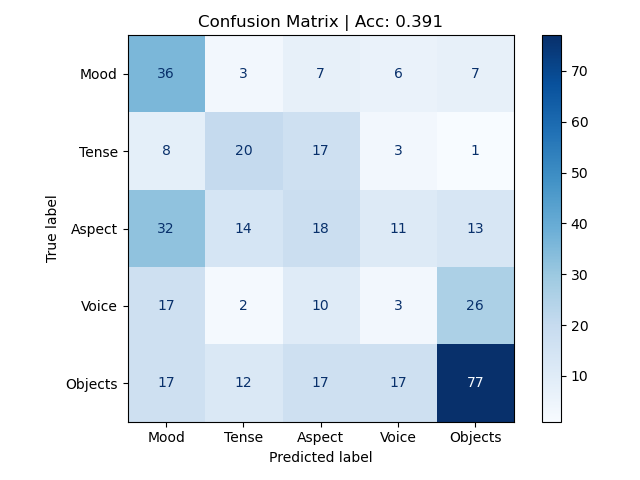 Confusion Matrix | Acc: 0.391
True label
Mood 36 3 7 6 7
Tense 8 20 17 3 1
Aspect 32 14 18 11 13
Voice 17 2 10 3 26
Objects 17 12 17 17 77
Mood Tense Aspect Voice Objects
Predicted label
70
60
50
40
30
20
10